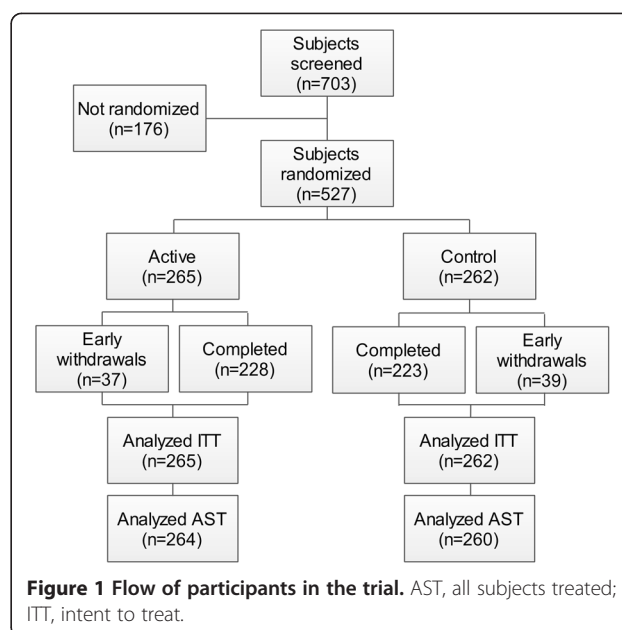 Subjects
screened
(n=703)
Not randomized
(n=176)
Subjects
randomized
(n=527)
Active
(n=265)
Control
(n=262)
Early
withdrawals
(n=37)
Completed
(n=228)
Completed
(n=223)
Early
withdrawals
(n=39)
Analyzed ITT
(n=265)
Analyzed ITT
(n=262)
Analyzed AST
(n=264)
Analyzed AST
(n=260)
Figure 1 Flow of participants in the trial. AST, all subjects treated;
ITT, intent to treat.